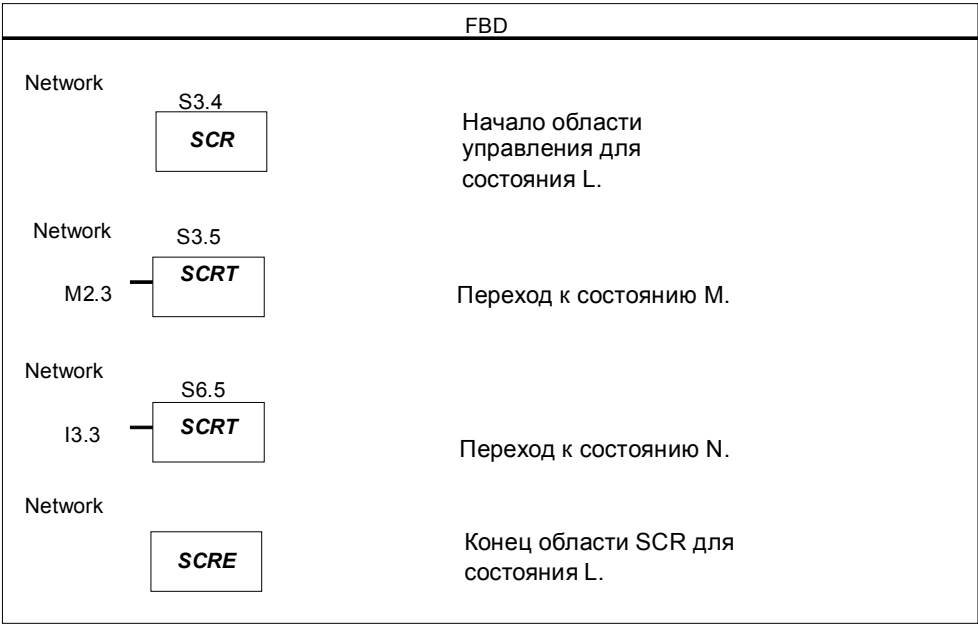 FBD
Network
S3.4
SCR
Начало области
управления для
состояния L.
Network
S3.5
SCRT
M2.3
Переход к состоянию M.
Network
S6.5
SCRT
I3.3
Переход к состоянию N.
Network
SCRE
Конец области SCR для
состояния L.